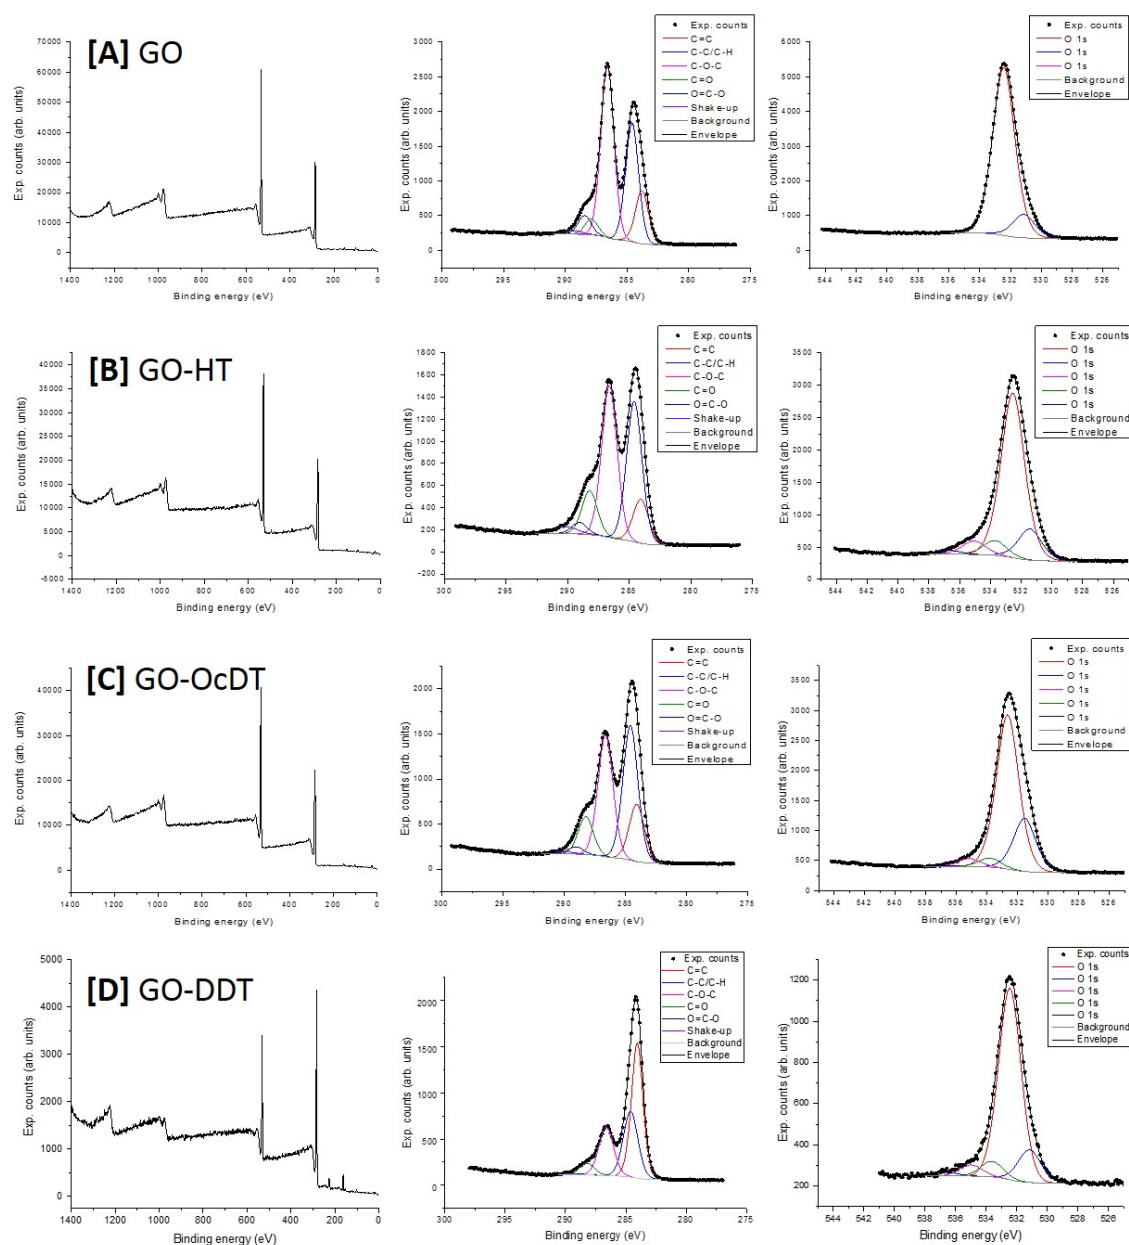 [A] GO
70000
60000
50000
40000
30000
20000
10000
0
1400 1200 1000 800 600 400 200 0
Exp. counts (arb. units)
Binding energy (eV)
3000
2500
2000
1500
1000
500
0
300 295 290 285 280 275
Exp. counts (arb. units)
Binding energy (eV)
Exp. counts
C=C
C-C/C-H
C-O-C
C=O
O=C-O
Shake-up
Background
Envelope
6000
5000
4000
3000
2000
1000
0
544 542 540 538 536 534 532 530 528 526
Exp. counts (arb. units)
Binding energy (eV)
Exp. counts
O 1s
O 1s
O 1s
Background
Envelope
[B] GO-HT
40000
35000
30000
25000
20000
15000
10000
5000
0
-5000
1400 1200 1000 800 600 400 200 0
Exp. counts (arb. units)
Binding energy (eV)
1800
1600
1400
1200
1000
800
600
400
200
0
-200
300 295 290 285 280 275
Exp. counts (arb. units)
Binding energy (eV)
Exp. counts
C=C
C-C/C-H
C-O-C
C=O
O=C-O
Shake-up
Background
Envelope
3500
3000
2500
2000
1500
1000
500
0
544 542 540 538 536 534 532 530 528 526
Exp. counts (arb. units)
Binding energy (eV)
Exp. counts
O 1s
O 1s
O 1s
O 1s
O 1s
Background
Envelope
[C] GO-OcDT
40000
30000
20000
10000
0
1400 1200 1000 800 600 400 200 0
Exp. counts (arb. units)
Binding energy (eV)
2000
1500
1000
500
0
300 295 290 285 280 275
Exp. counts (arb. units)
Binding energy (eV)
Exp. counts
C=C
C-C/C-H
C-O-C
C=O
O=C-O
Shake-up
Background
Envelope
3500
3000
2500
2000
1500
1000
500
0
544 542 540 538 536 534 532 530 528 526
Exp. counts (arb. units)
Binding energy (eV)
Exp. counts
O 1s
O 1s
O 1s
O 1s
O 1s
Background
Envelope
[D] GO-DDT
5000
4000
3000
2000
1000
0
1400 1200 1000 800 600 400 200 0
Exp. counts (arb. units)
Binding energy (eV)
2000
1500
1000
500
0
300 295 290 285 280 275
Exp. counts (arb. units)
Binding energy (eV)
Exp. counts
C=C
C-C/C-H
C-O-C
C=O
O=C-O
Shake-up
Background
Envelope
1200
1000
800
600
400
200
544 542 540 538 536 534 532 530 528 526
Exp. counts (arb. units)
Binding energy (eV)
Exp. counts
O 1s
O 1s
O 1s
O 1s
O 1s
Background
Envelope